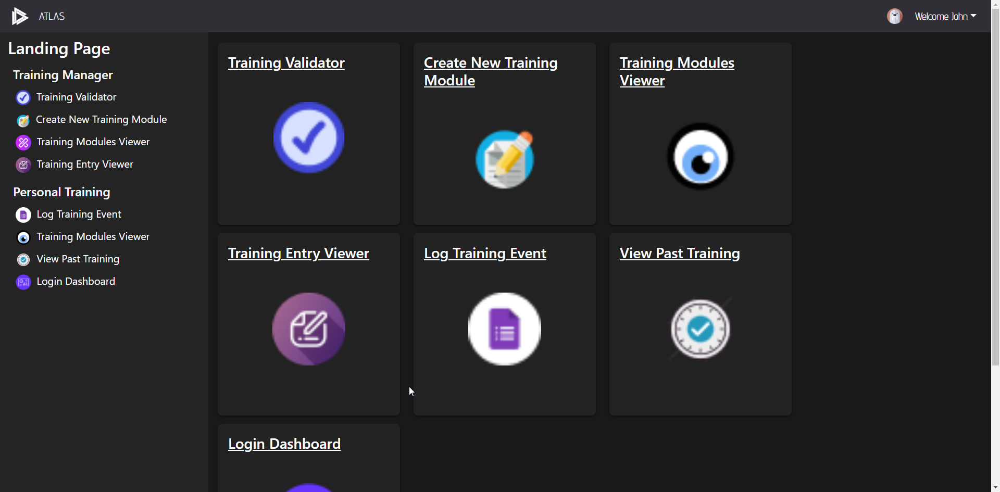 ATLAS
Welcome John
Landing Page
Training Manager
Training Validator
Create New Training Module
Training Modules Viewer
Training Entry Viewer
Personal Training
Log Training Event
Training Modules Viewer
View Past Training
Login Dashboard
Training Validator
Create New Training
Module
Training Modules
Viewer
Training Entry Viewer
Log Training Event
View Past Training
Login Dashboard